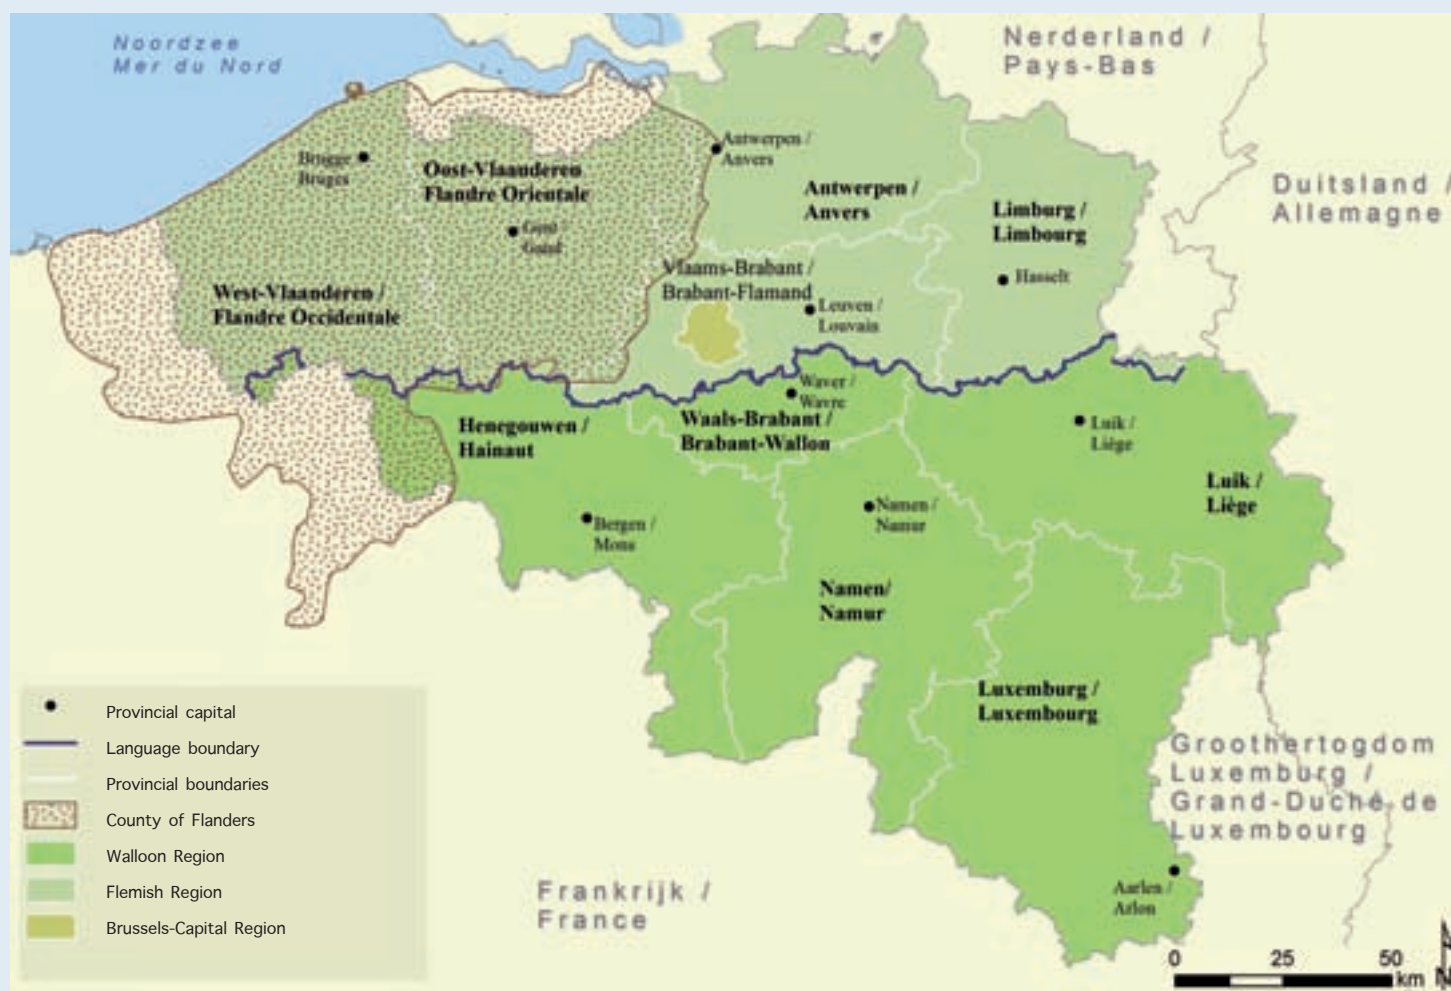 Noordzee
Mer du Nord
Nerderland /
Pays-Bas
Duitsland /
Allemagne
Brugge
Bruges
Oost-Vlaanderen
Flandre Orientale
Gent /
Gand
Antwerpen /
Anvers
Antwerpen /
Anvers
Limburg /
Limbourg
Hasselt
Vlaams-Brabant /
Brabant-Flamand
Leuven /
Louvain
West-Vlaanderen /
Flandre Occidentale
Waver /
Wavre
Henegouwen /
Hainaut
Waals-Brabant /
Brabant-Wallon
Luik /
Liège
Luik /
Liège
Bergen /
Mons
Namen /
Namur
Namen/
Namur
Luxemburg /
Luxembourg
Groothertogdom
Luxemburg /
Grand-Duché de
Luxembourg
Aarlen /
Arlon
Frankrijk /
France
Provincial capital
Language boundary
Provincial boundaries
County of Flanders
Walloon Region
Flemish Region
Brussels-Capital Region
0 25 50
km
N